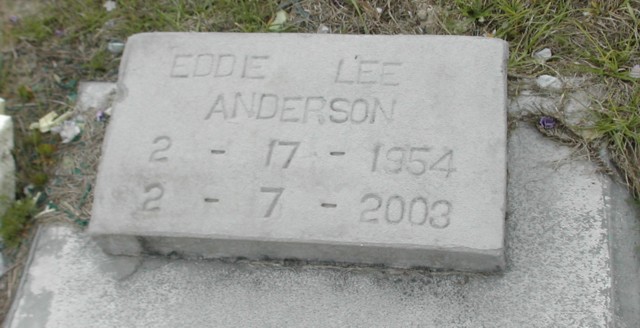 EDDIE LEE
ANDERSON
2 - 17 - 1954
2 - 7 - 2003